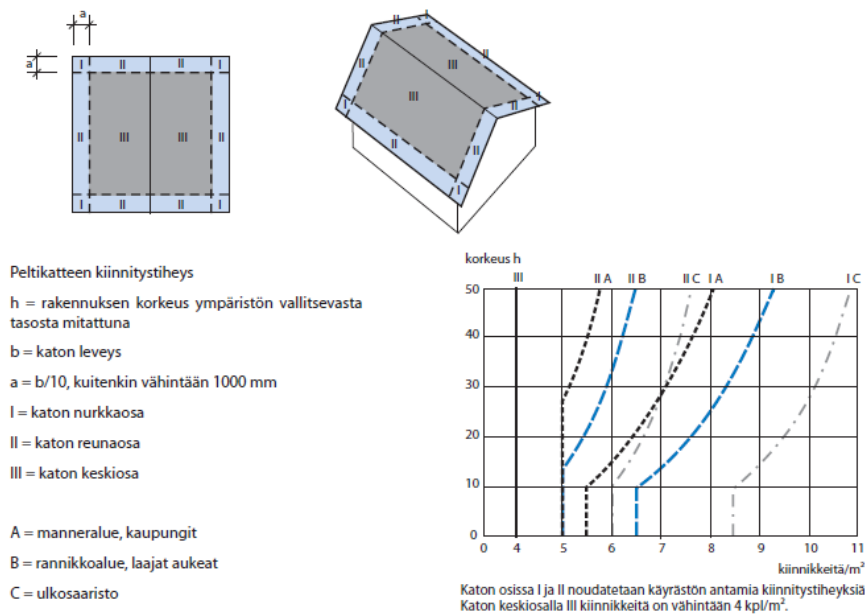 a
a
I II II I
II III III II
I II II I
II I
II II
III
III
I II
I II
II
I
Peltikatteen kiinnitystiheys
h = rakennuksen korkeus ympäristön vallitsevasta
tasosta mitattuna
b = katon leveys
a = b/10, kuitenkin vähintään 1000 mm
I = katon nurkkaosa
II = katon reunaosa
III = katon keskiosa
A = manneralue, kaupungit
B = rannikkoalue, laajat aukeat
C = ulkosaaristo
korkeus h
III II A II B II C I A I B I C
50
40
30
20
10
0
0 4 5 6 7 8 9 10 11
kiinnikkeitä/m²
Katon osissa I ja II noudatetaan käyrästön antamia kiinnitystiheyksiä
Katon keskiosalla III kiinnikkeitä on vähintään 4 kpl/m².